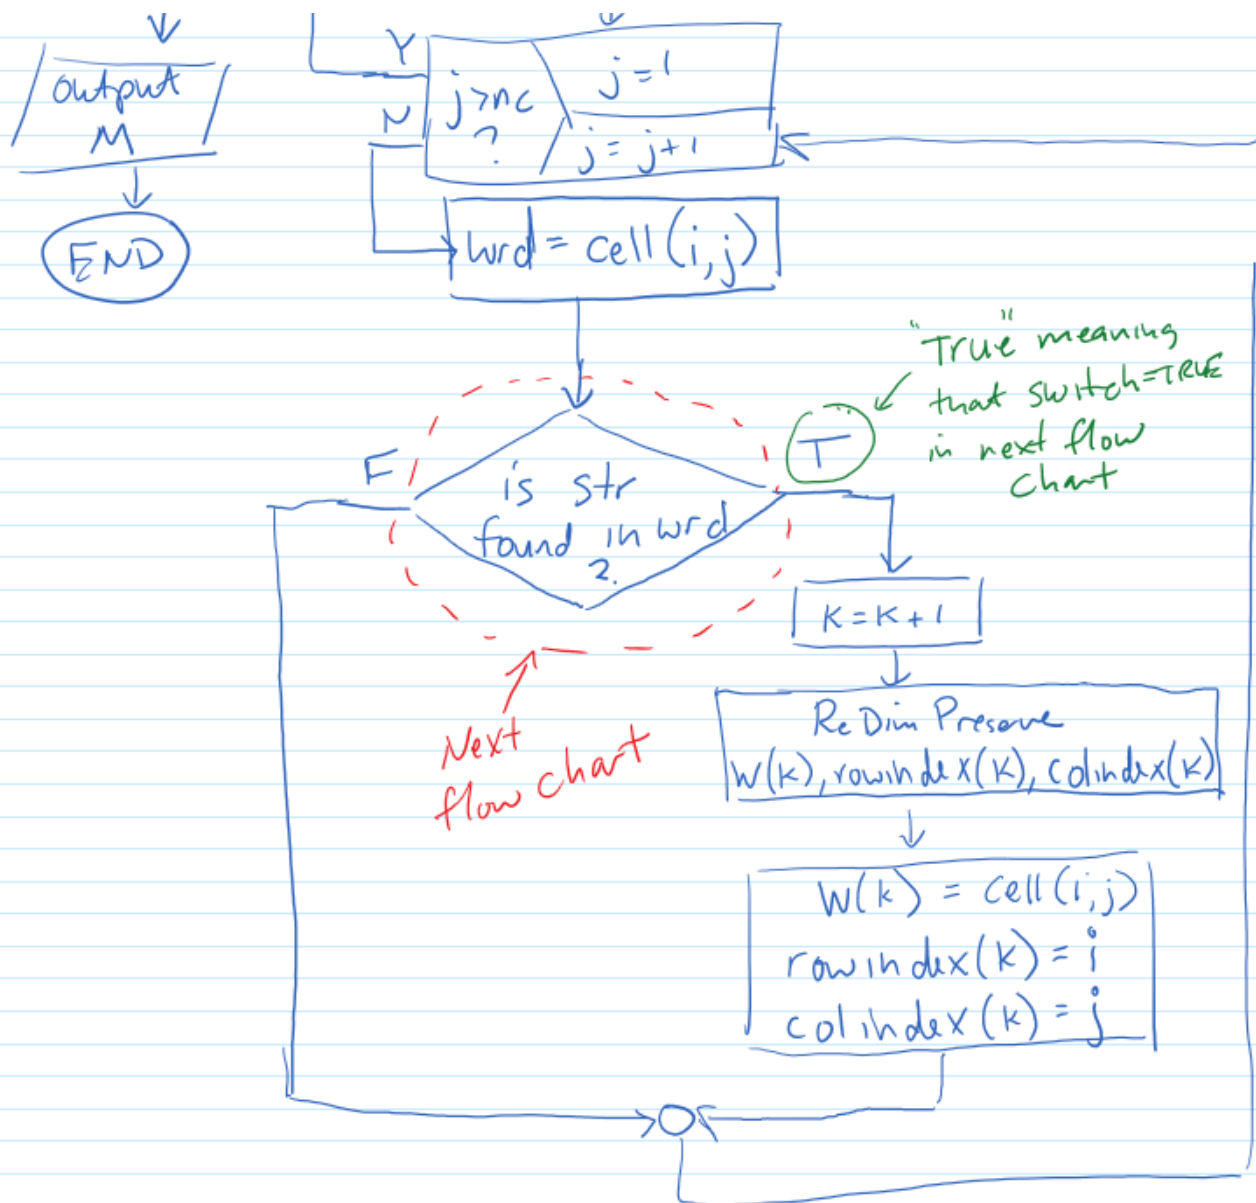 output
M
END
Y
N
j>nc
?
j=1
j=j+1
wrd = cell(i,j)
"True" meaning
that switch=TRUE
in next flow
chart
F
T
is str
found in wrd
?
K=K+1
Next
flow chart
ReDim Preserve
W(k), rowindex(k), colindex(k)
W(k) = cell(i,j)
rowindex(k) = i
colindex(k) = j